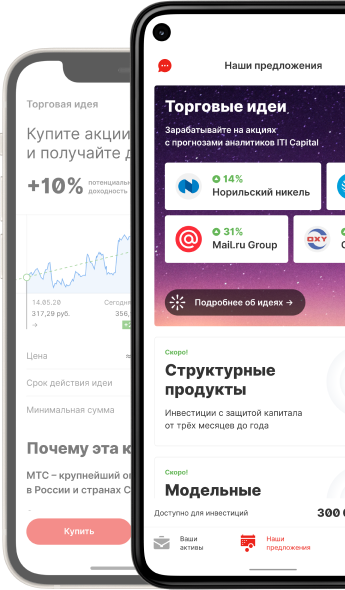 Торговая идея
Купите акции
и получайте
+10%
потенциальн
доходность
14.05.20
Сегодня
317,29 руб.
356,
→
Цена
≈
Срок действия идеи
Минимальная сумма
Почему эта к
МТС – крупнейший о
в России и странах С
Купить
Наши предложения
Торговые идеи
Зарабатывайте на акциях
с прогнозами аналитиков ITI Capital
14%
Норильский никель
31%
Mail.ru Group
OXY
Подробнее об идеях →
Скоро!
Структурные
продукты
Инвестиции с защитой капитала
от трёх месяцев до года
Скоро!
Модельные
Доступно для инвестиций
300
Ваши
активы
Наши
предложения